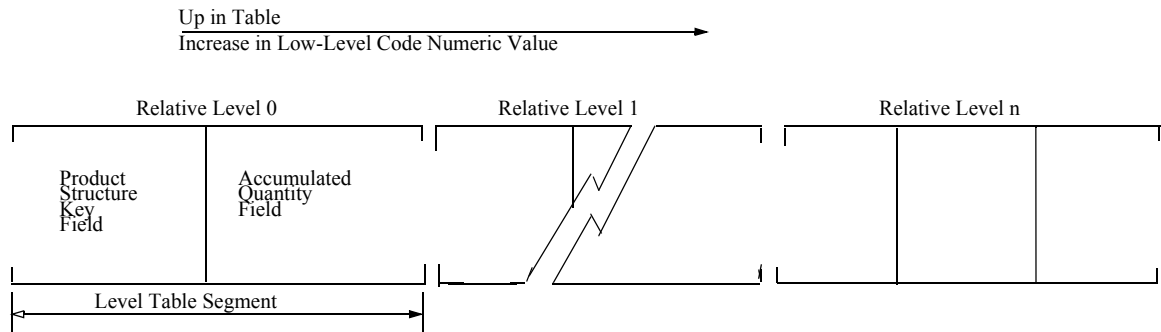 Up in Table
Increase in Low-Level Code Numeric Value
Relative Level 0
Relative Level 1
Relative Level n
Product
Structure
Key
Field
Accumulated
Quantity
Field
Level Table Segment